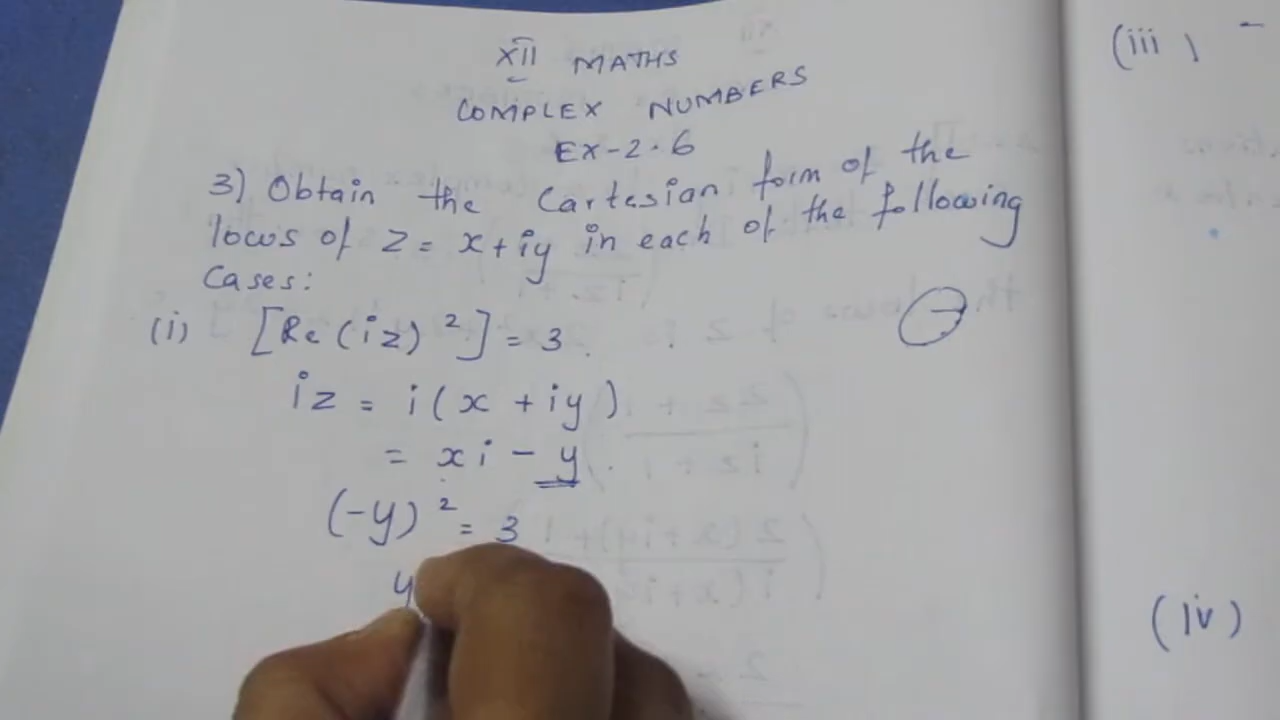 XII MATHS
COMPLEX NUMBERS
EX-2.6
3) Obtain the Cartesian form of the
locus of z = x+iy in each of the following
Cases:
(i) [Re (iz)²] = 3.
iz = i(x + iy)
= xi - y
(-y)² = 3
y
(iii)
(iv)